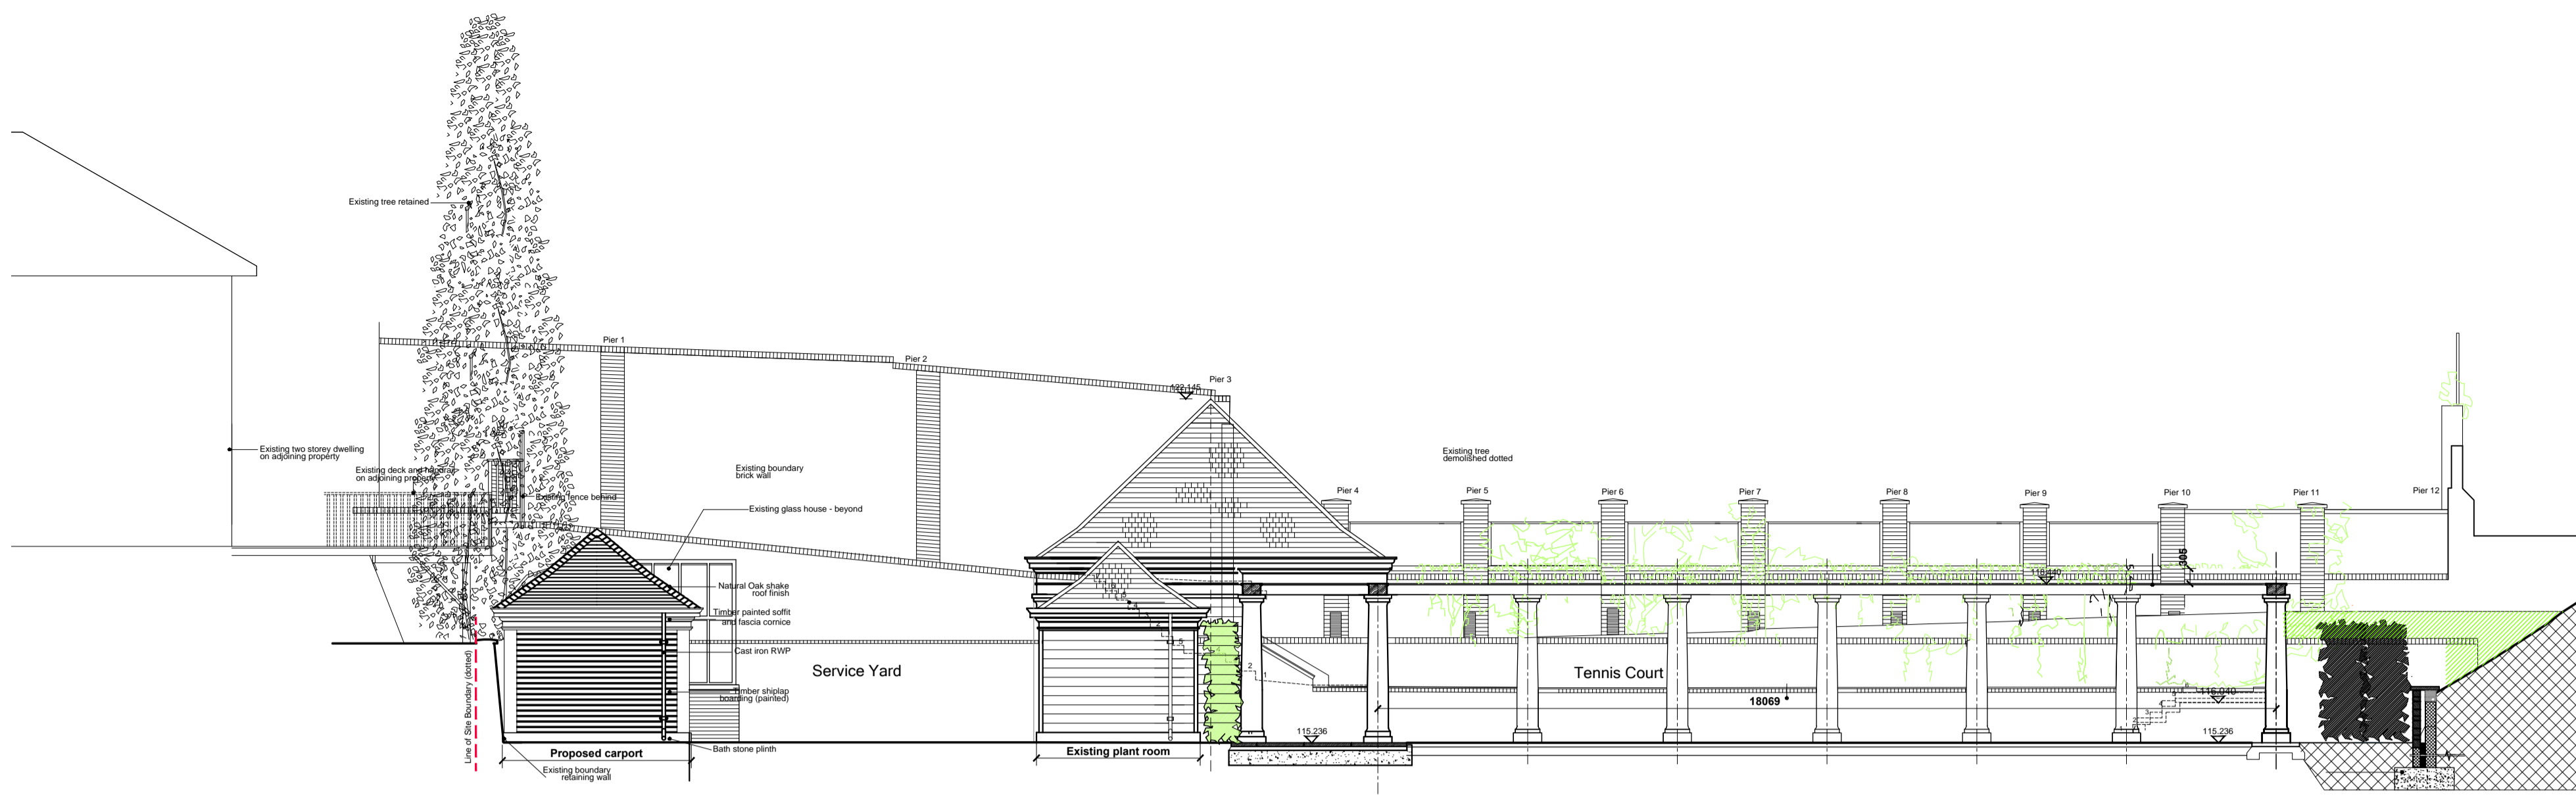 Existing tree retained
Pier 1
Pier 2
Pier 3
122.145
Existing two storey dwelling
on adjoining property
Existing deck and handrail
on adjoining property
Existing fence behind
Existing boundary
brick wall
Existing glass house - beyond
Existing tree
demolished dotted
Pier 4
Pier 5
Pier 6
Pier 7
Pier 8
Pier 9
Pier 10
Pier 11
Pier 12
305
118.440
Natural Oak shake
roof finish
Timber painted soffit
and fascia cornice
Cast iron RWP
Timber shiplap
boarding (painted)
Bath stone plinth
Line of Site Boundary (dotted)
Service Yard
Tennis Court
18069
116.040
115.236
115.236
Proposed carport
Existing plant room
Existing boundary
retaining wall